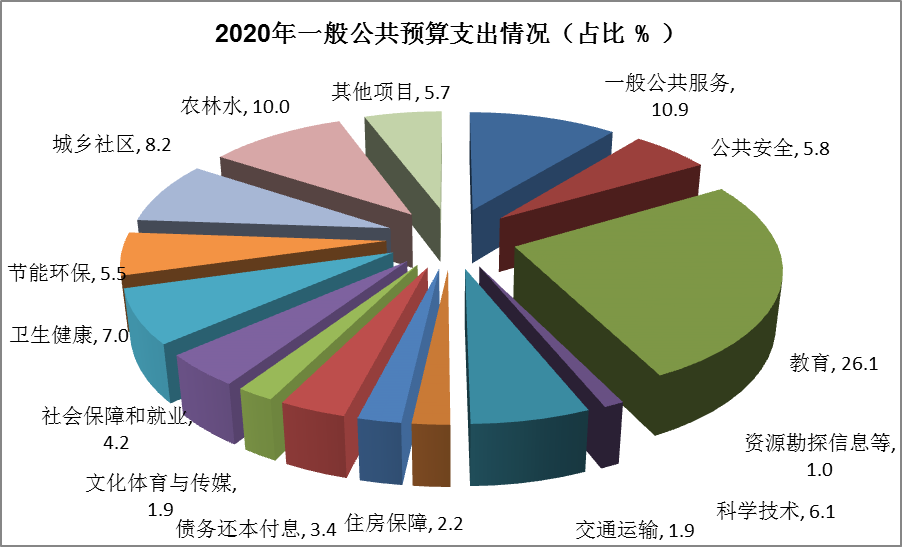 2020年一般公共预算支出情况（占比 % ）
一般公共服务,
10.9
公共安全, 5.8
教育, 26.1
资源勘探信息等,
1.0
科学技术, 6.1
交通运输, 1.9
住房保障, 2.2
债务还本付息, 3.4
文化体育与传媒,
1.9
社会保障和就业,
4.2
卫生健康, 7.0
节能环保, 5.5
城乡社区, 8.2
农林水, 10.0
其他项目, 5.7